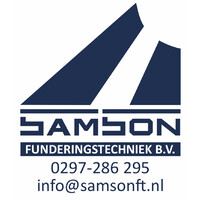 SAMSON
FUNDERINGSTECHNIEK B.V.
0297-286 295
info@samsonft.nl